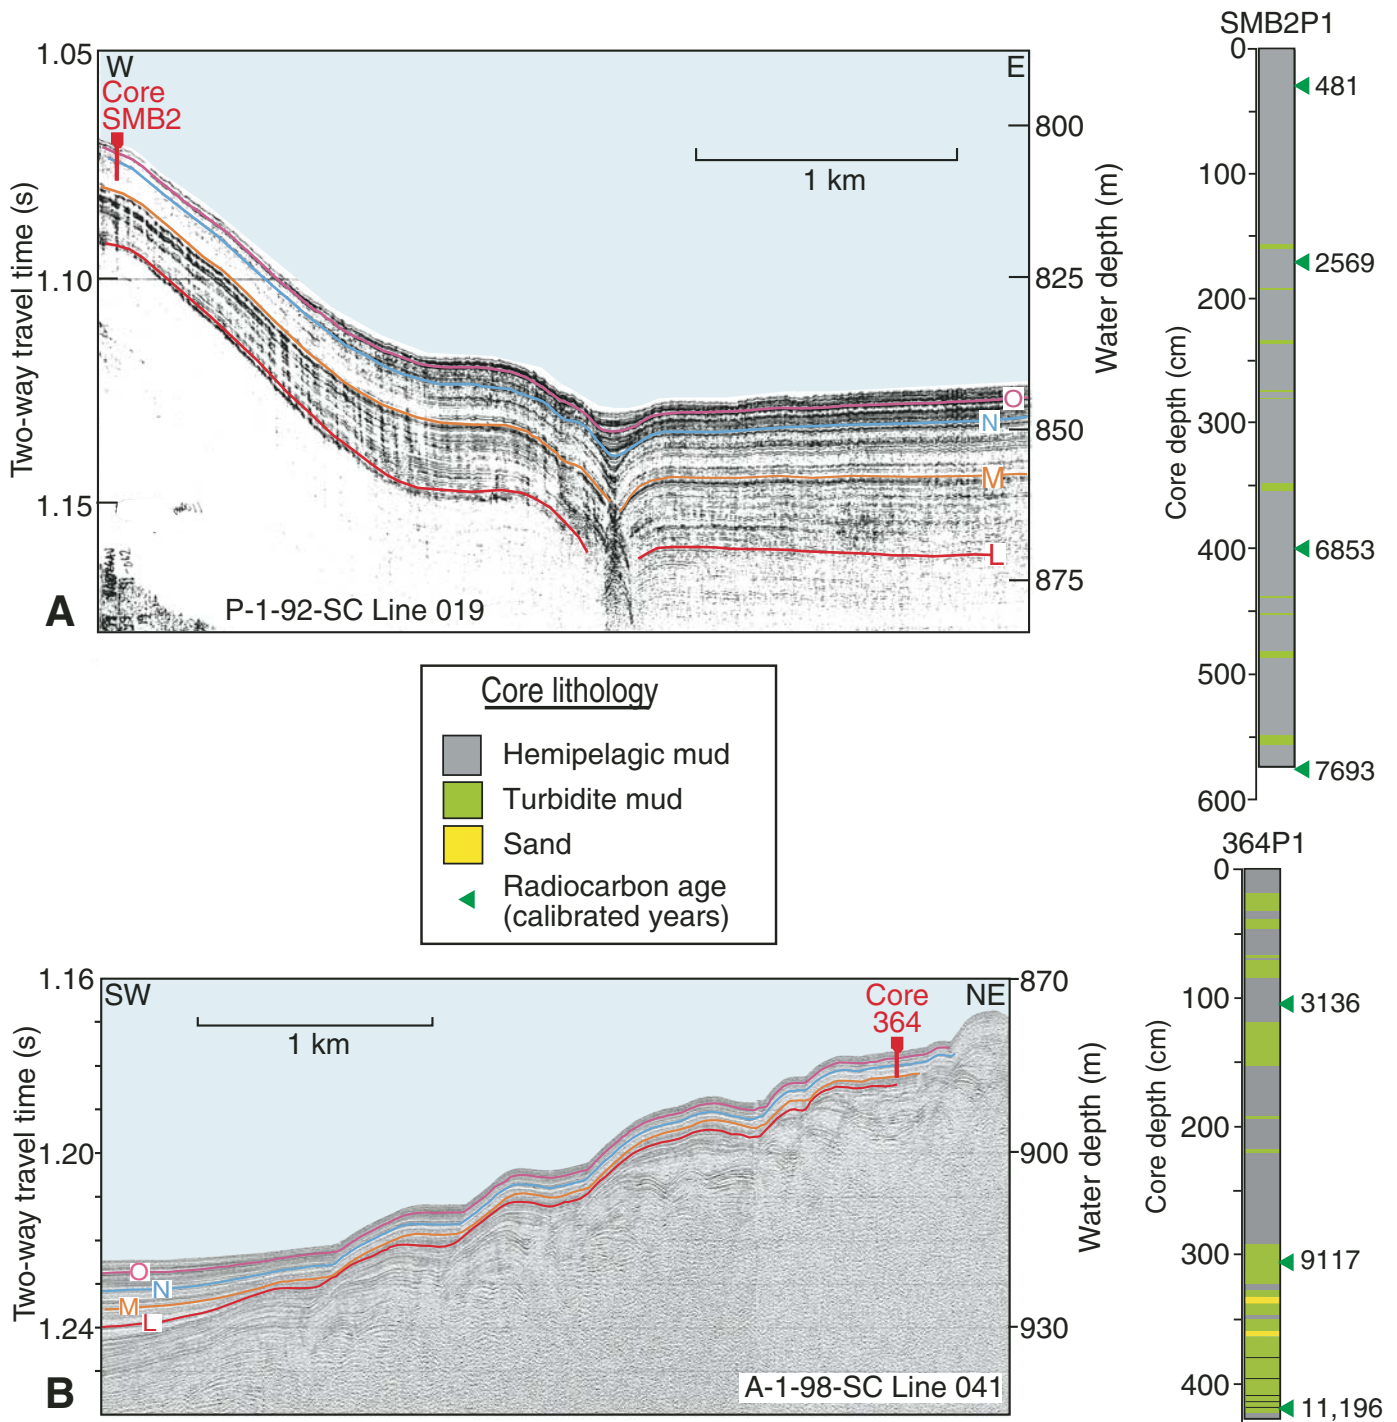 1.05
W
E
Core
SMB2
800
1 km
825
1.10
850
1.15
875
Two-way travel time (s)
Water depth (m)
O
N
M
L
A
P-1-92-SC Line 019
SMB2P1
0
481
100
2569
200
300
400
6853
500
7693
600
Core depth (cm)
Core lithology
Hemipelagic mud
Turbidite mud
Sand
Radiocarbon age
(calibrated years)
364P1
0
100
3136
200
300
9117
400
11,196
Core depth (cm)
1.16
SW
Core
364
NE
870
1 km
1.20
900
1.24
930
Two-way travel time (s)
Water depth (m)
O
N
M
L
B
A-1-98-SC Line 041